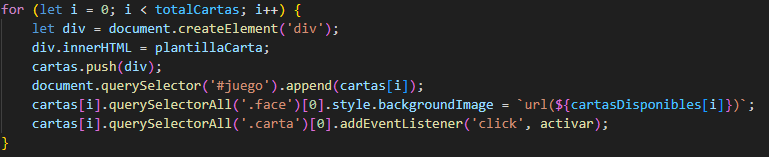 for (let i = 0; i < totalCartas; i++) {
    let div = document.createElement('div');
    div.innerHTML = plantillaCarta;
    cartas.push(div);
    document.querySelector('#juego').append(cartas[i]);
    cartas[i].querySelectorAll('.face')[0].style.backgroundImage = `url(${cartasDisponibles[i]})`;
    cartas[i].querySelectorAll('.carta')[0].addEventListener('click', activar);
}